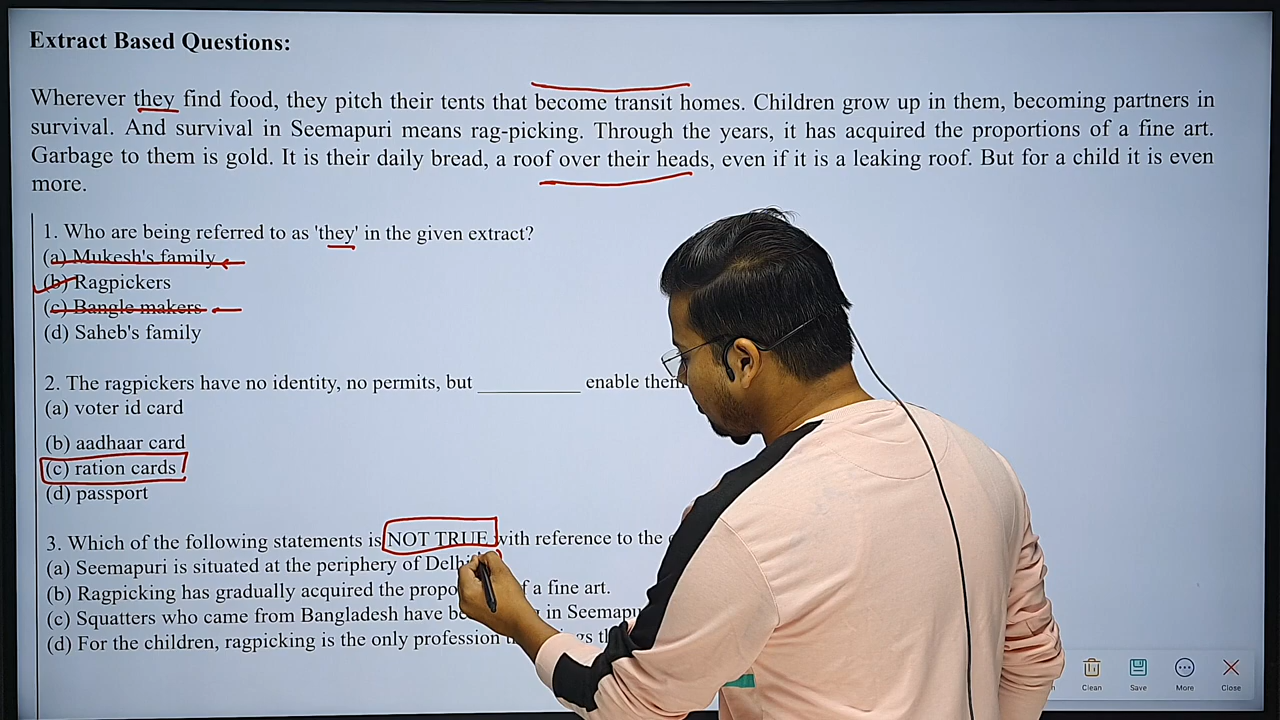 Extract Based Questions:
Wherever they find food, they pitch their tents that become transit homes. Children grow up in them, becoming partners in
survival. And survival in Seemapuri means rag-picking. Through the years, it has acquired the proportions of a fine art.
Garbage to them is gold. It is their daily bread, a roof over their heads, even if it is a leaking roof. But for a child it is even
more.
1. Who are being referred to as 'they' in the given extract?
(a) Mukesh's family
(b) Ragpickers
(c) Bangle makers
(d) Saheb's family
2. The ragpickers have no identity, no permits, but __________ enable them
(a) voter id card
(b) aadhaar card
(c) ration cards
(d) passport
3. Which of the following statements is NOT TRUE with reference to the
(a) Seemapuri is situated at the periphery of Delhi
(b) Ragpicking has gradually acquired the of a fine art.
(c) Squatters who came from Bangladesh have in
(d) For the children, ragpicking is the only profession
Clean
Save
More
Close